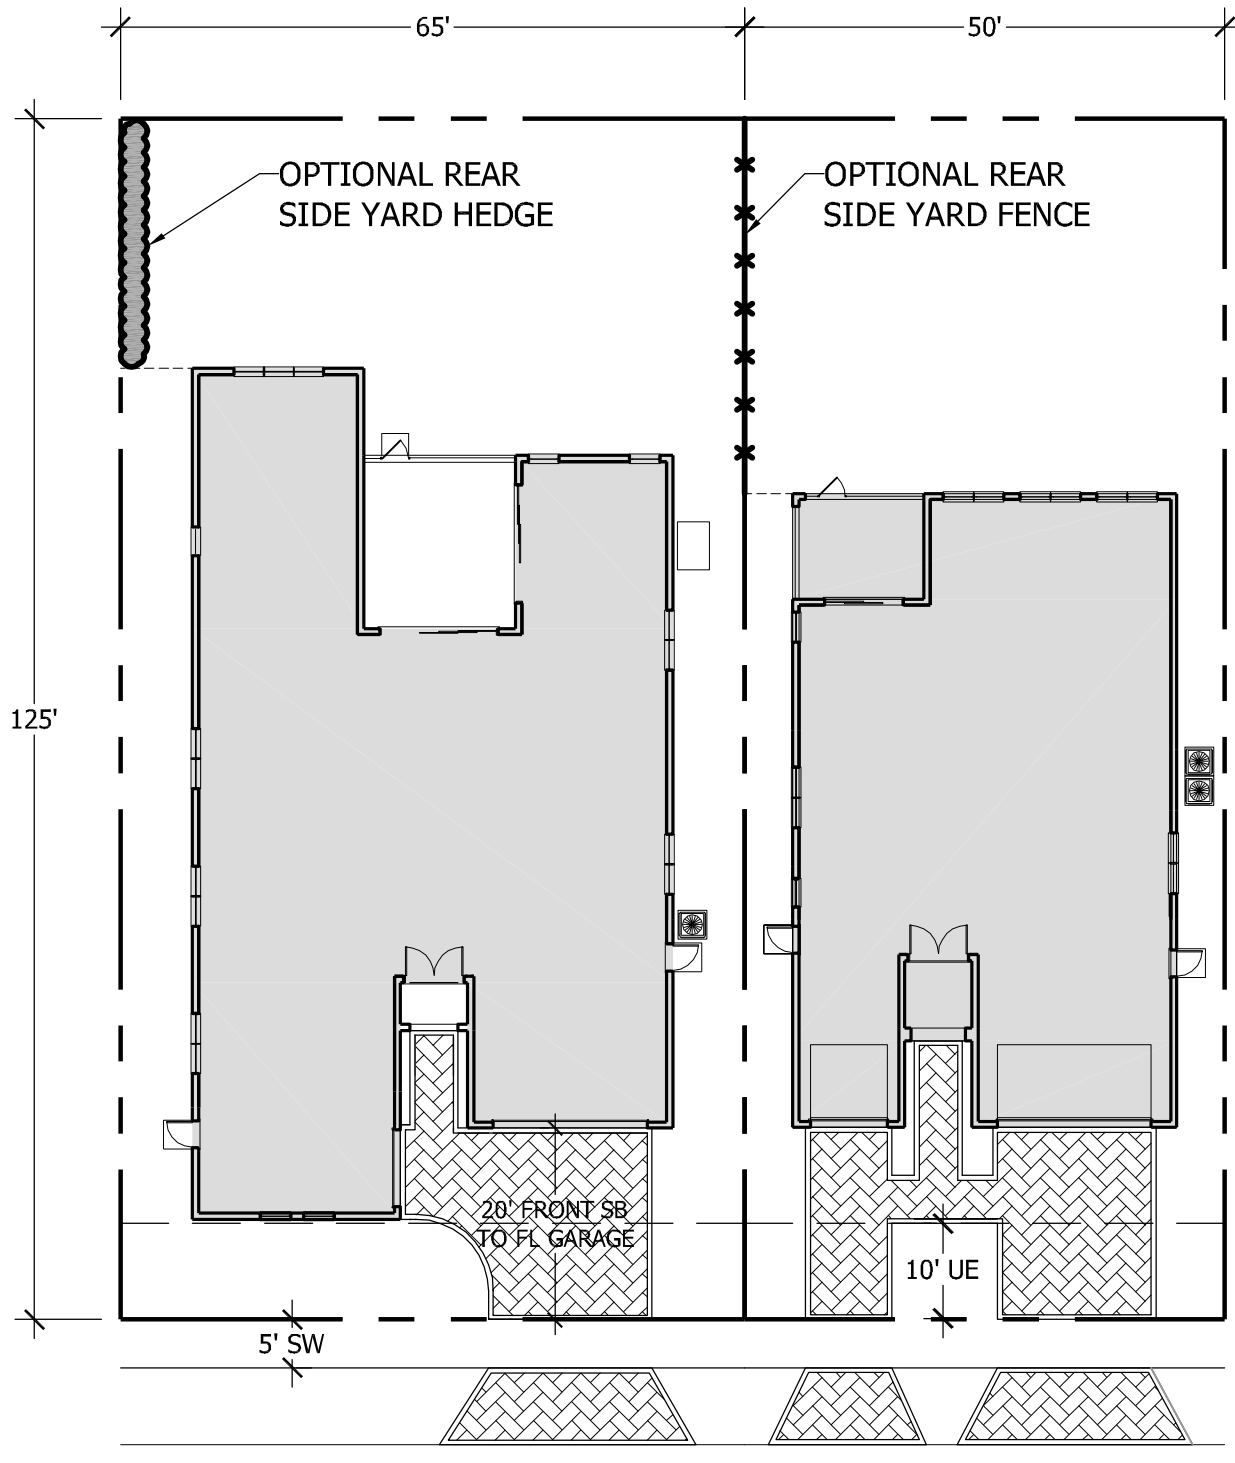 65'
50'
OPTIONAL REAR
SIDE YARD HEDGE
OPTIONAL REAR
SIDE YARD FENCE
125'
20' FRONT SB
TO FL GARAGE
10' UE
5' SW